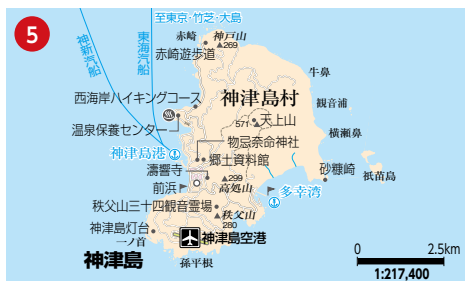 5
至東京・竹芝・大島
神新汽船
東海汽船
赤崎
神戸山
269
赤崎遊歩道
牛鼻
西海岸ハイキングコース
神津島村
観音浦
天上山
571
温泉保養センター
横瀬鼻
物忌奈命神社
神津島港
郷土資料館
砂糠崎
祇苗島
濤響寺
299
高処山
前浜
多幸湾
秩父山三十四観音霊場
秩父山
280
神津島灯台
一ノ首
神津島空港
神津島
孫平根
0
2.5km
1:217,400